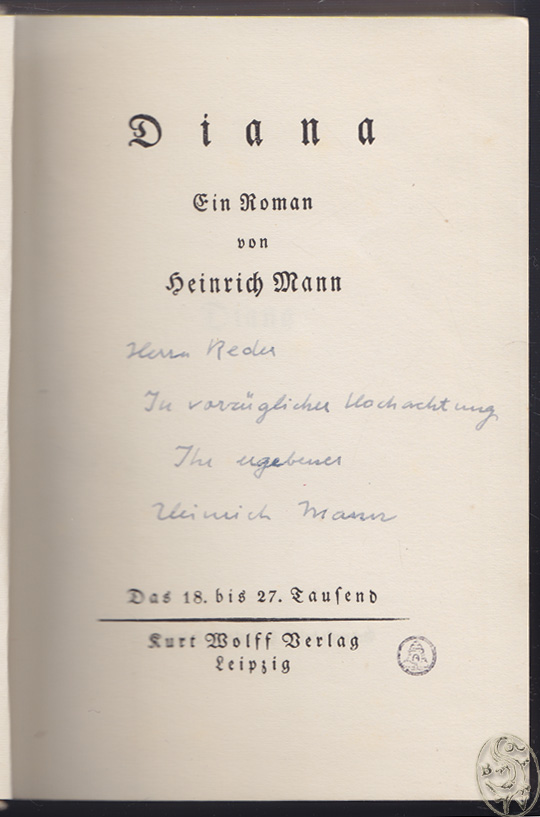 Diana
Ein Roman
von
Heinrich Mann
Herrn Reder
In vorzüglicher Hochachtung
Ihr ergebener
Heinrich Mann
Das 18. bis 27. Tausend
Kurt Wolff Verlag
Leipzig